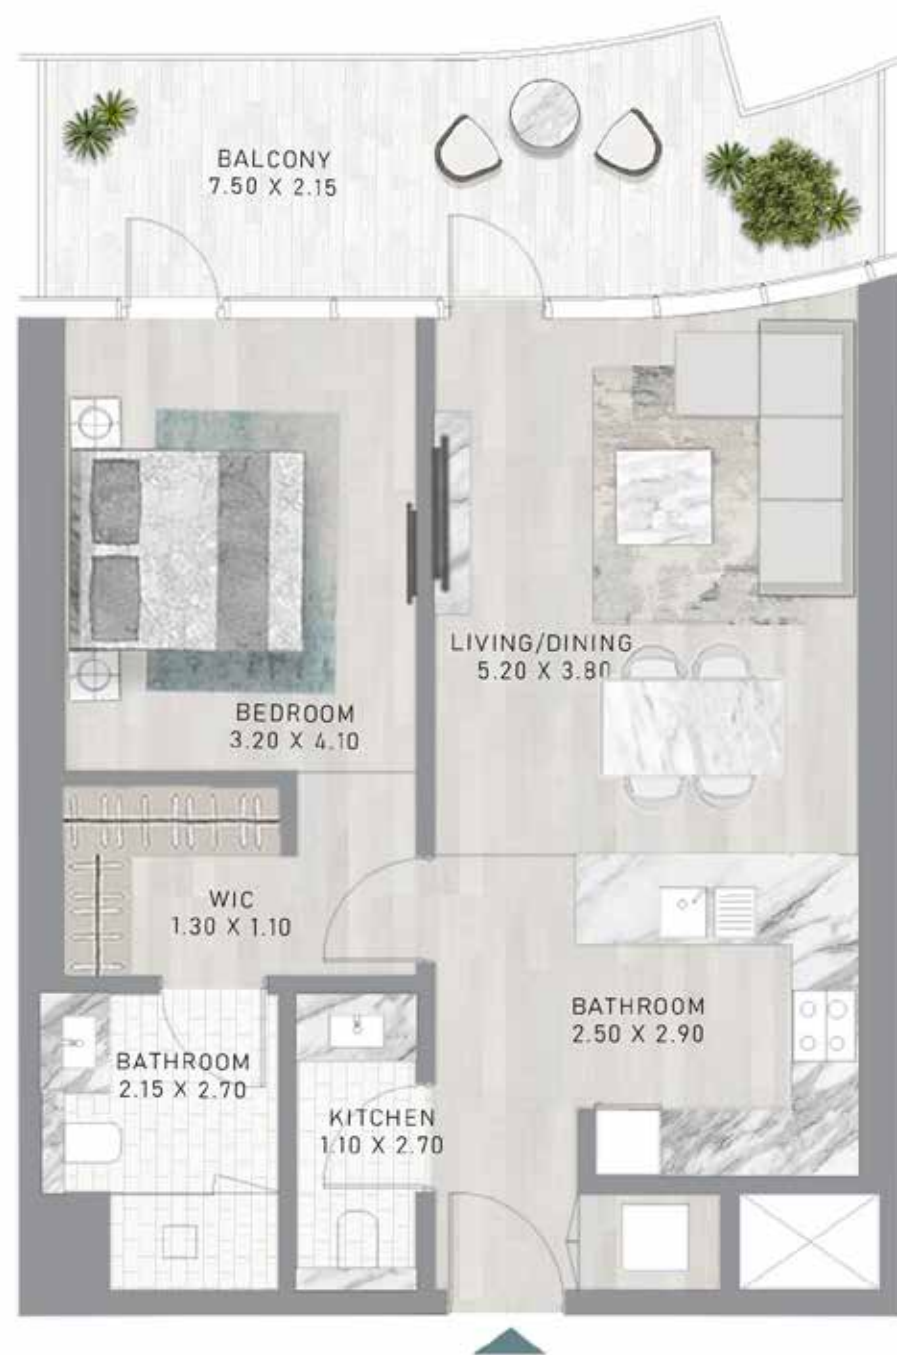 BALCONY
7.50 X 2.15
LIVING/DINING
5.20 X 3.80
BEDROOM
3.20 X 4.10
WIC
1.30 X 1.10
BATHROOM
2.50 X 2.90
BATHROOM
2.15 X 2.70
KITCHEN
1.10 X 2.70